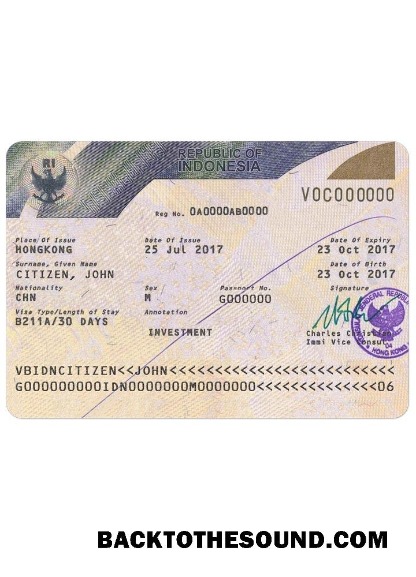 RI
REPUBLIC OF
INDONESIA
VOC000000
Reg No. 0A0000AB0000
Place Of Issue Date Of Issue Date Of Expiry
HONGKONG 25 Jul 2017 23 Oct 2017
Surname, Given Name Date of Birth
CITIZEN, JOHN 23 Oct 2017
Nationality Sex Passport No. Signature
CHN M G000000
Visa Type/Length of Stay Annotation
B211A/30 DAYS
INVESTMENT
Charles Christian
Immi Vice Consul
HONG KONG
VBIDNCITIZEN<<JOHN<<<<<<<<<<<<<<<<<<<<<<<<<<
G000000000IDN0000000M0000000<<<<<<<<<<<<<<06
BACKTOTHESOUND.COM